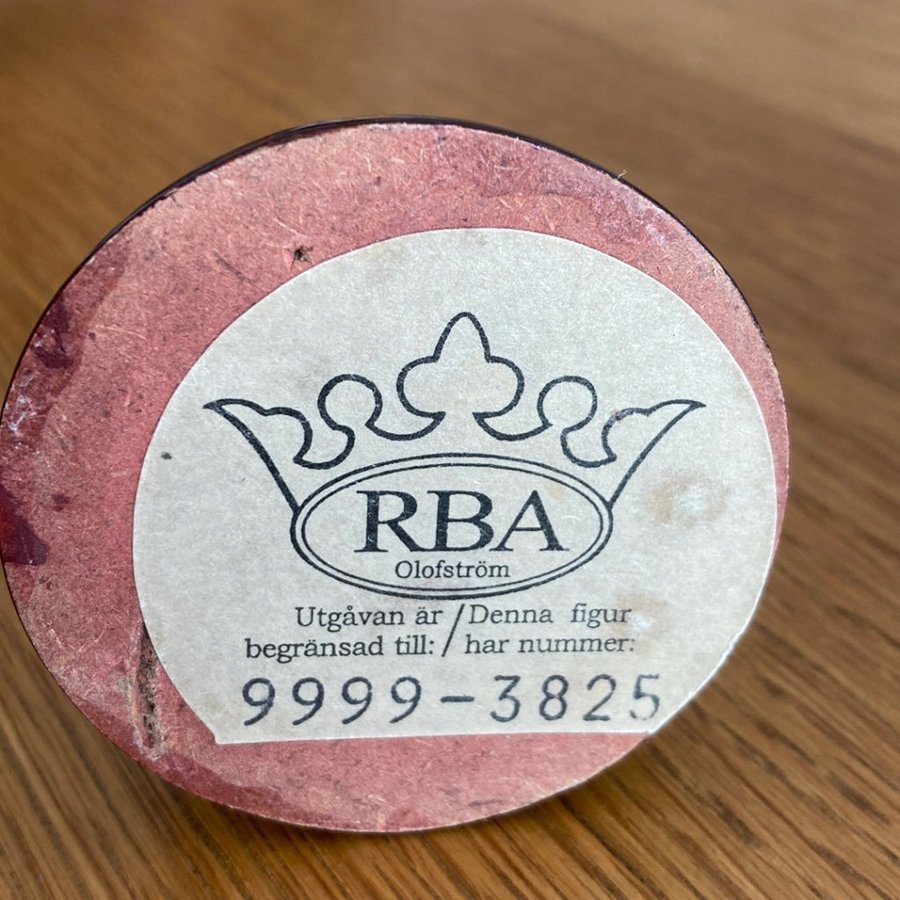 RBA
Olofström
Utgåvan är / Denna figur
begränsad till: / har nummer:
9999-3825